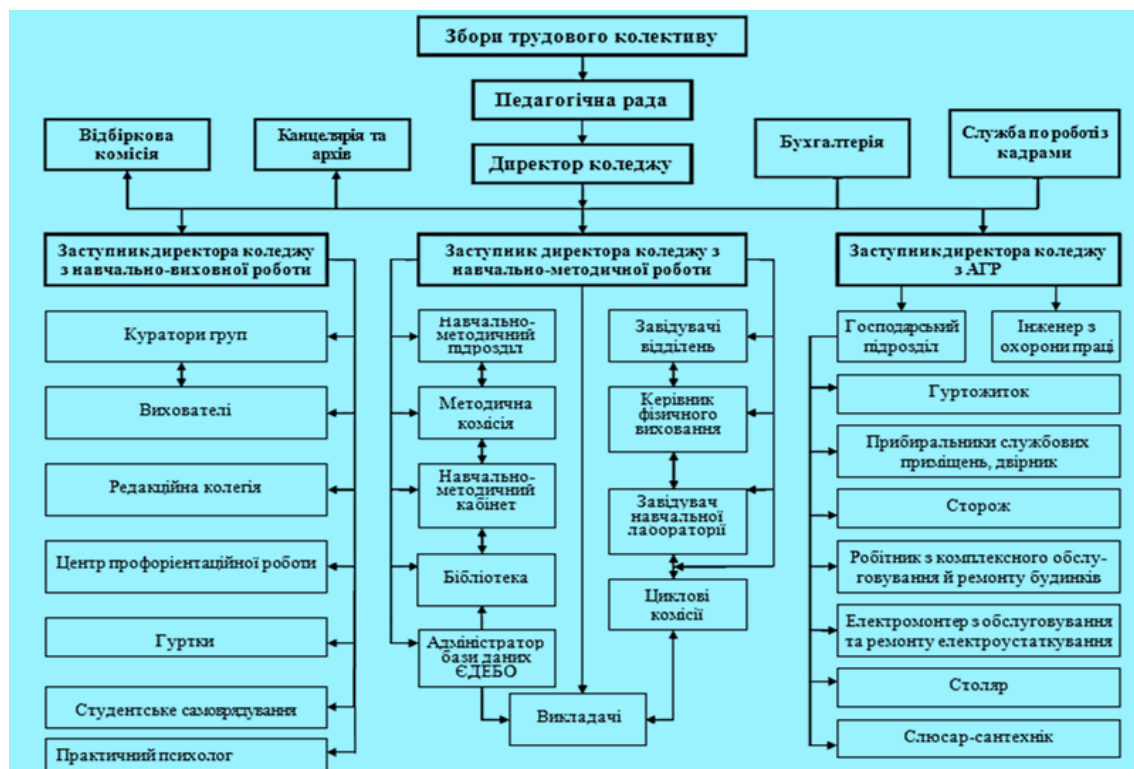 Збори трудового колективу
Педагогічна рада
Відбіркова
комісія
Канцелярія та
архів
Директор коледжу
Бухгалтерія
Служба по роботі з
кадрами
Заступник директора коледжу
з навчально-виховної роботи
Заступник директора коледжу з
навчально-методичної роботи
Заступник директора коледжу
з АГР
Куратори груп
Вихователі
Редакційна колегія
Центр профорієнтаційної роботи
Гуртки
Студентське самоврядування
Практичний психолог
Навчально-
методичний
підрозділ
Методична
комісія
Навчально-
методичний
кабінет
Бібліотека
Адміністратор
бази даних
ЄДЕБО
Завідувачі
відділень
Керівник
фізичного
виховання
Завідувач
навчальної
лабораторії
Циклові
комісії
Викладачі
Господарський
підрозділ
Інженер з
охорони праці
Гуртожиток
Прибиральники службових
приміщень, двірник
Сторож
Робітник з комплексного обслу-
говування й ремонту будинків
Електромонтер з обслуговування
та ремонту електроустаткування
Столяр
Слюсар-сантехнік